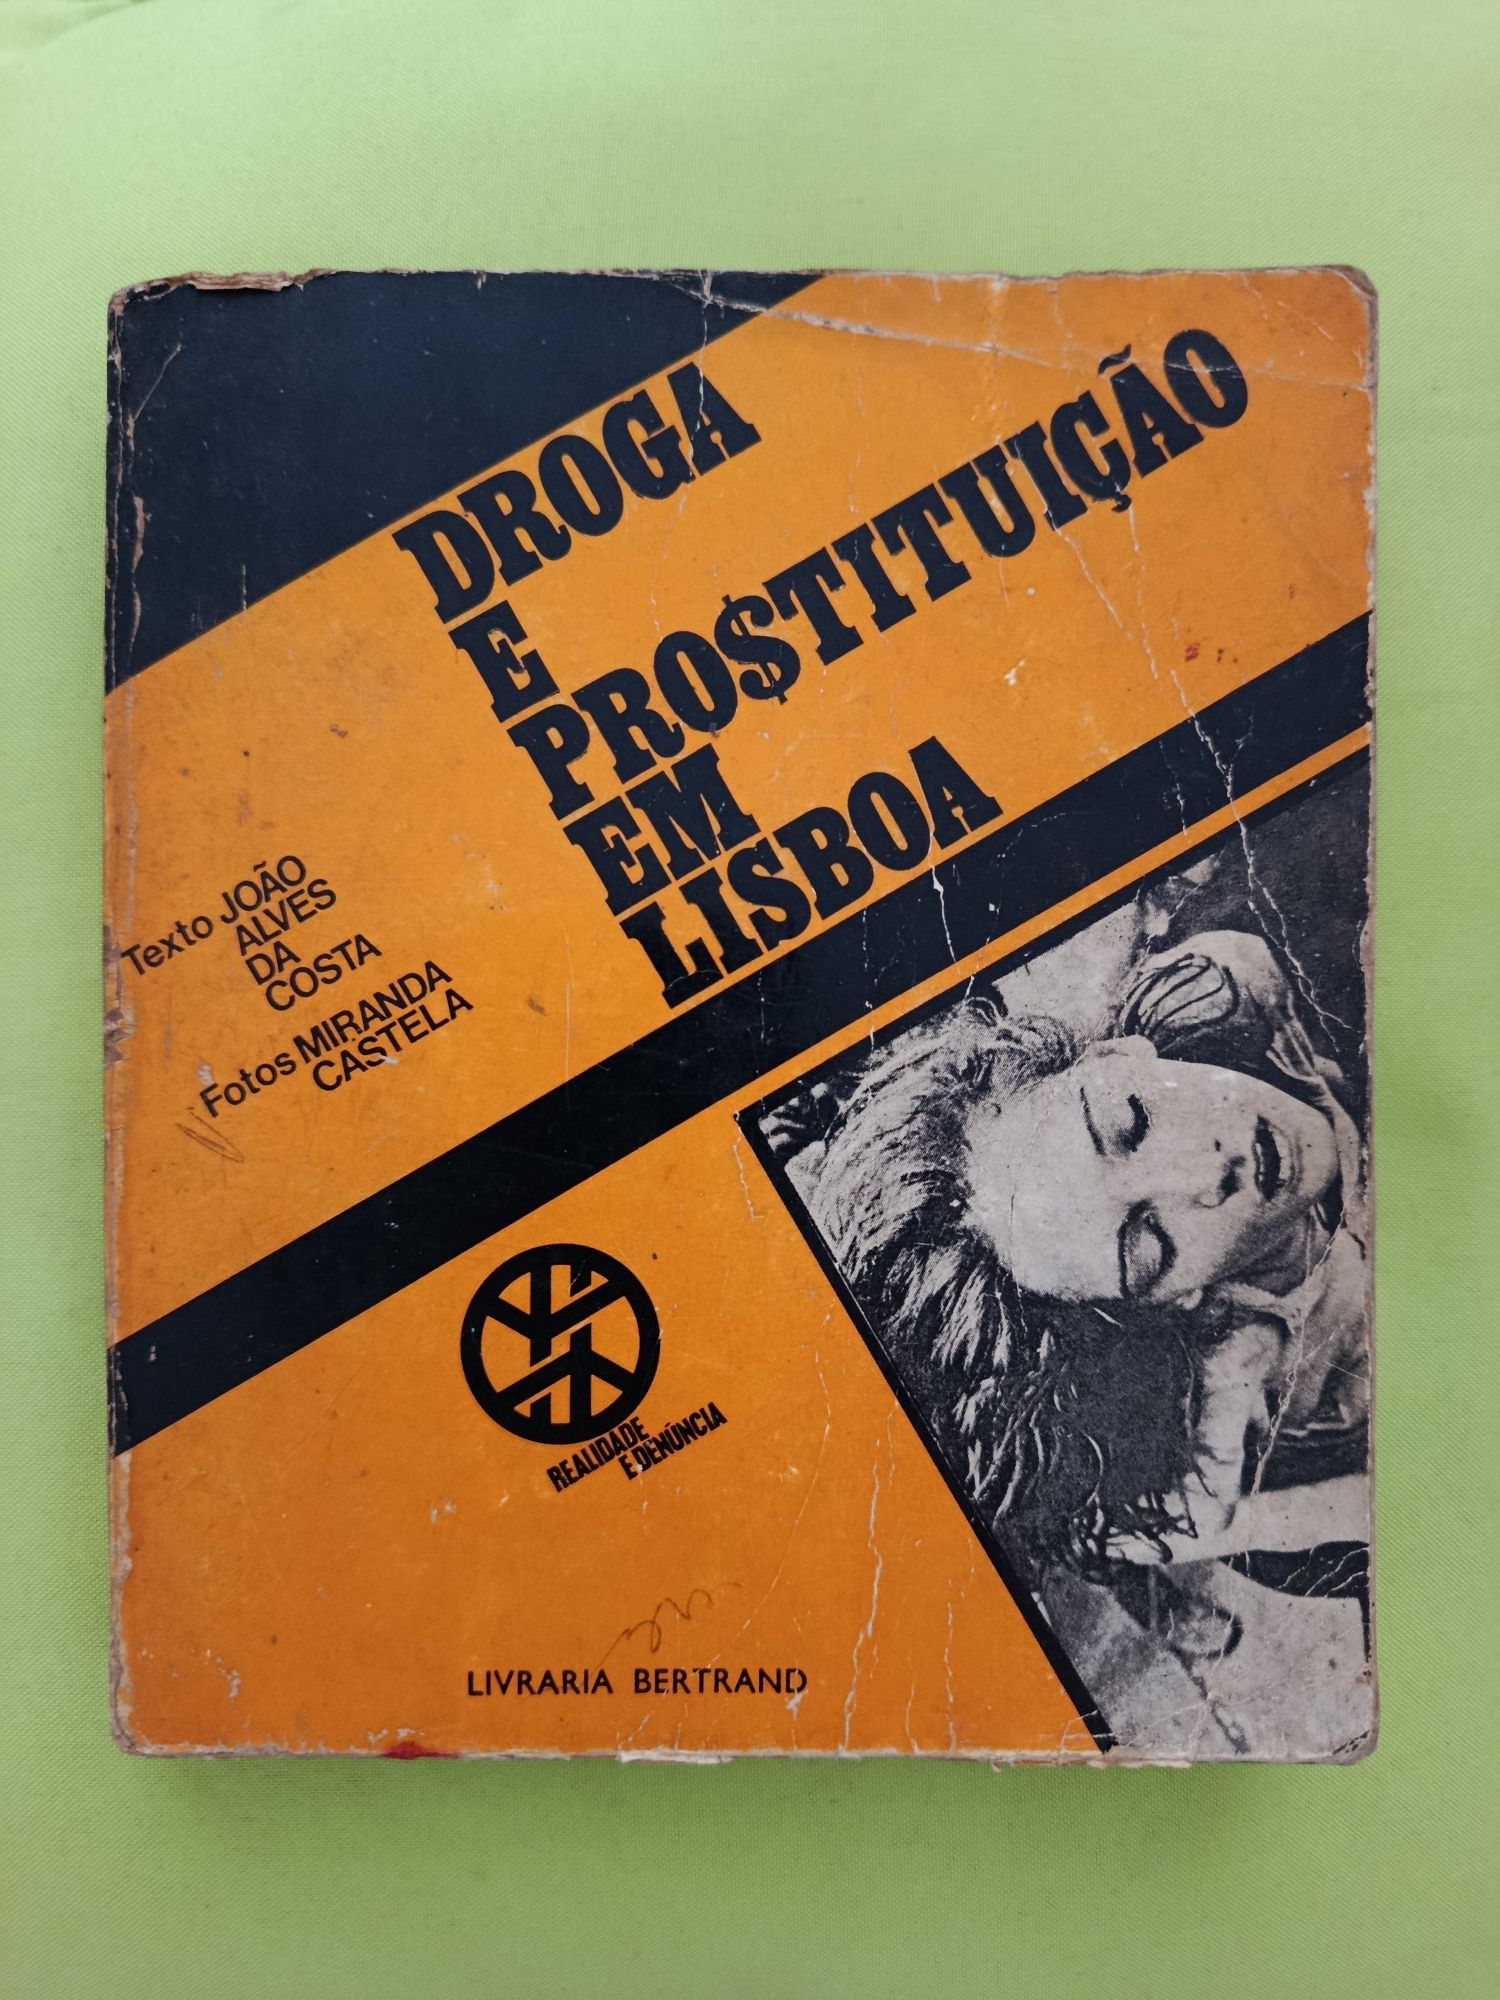 DROGA
E
PRO$TITUIÇÃO
EM
LISBOA
Texto JOÃO
ALVES
DA
COSTA
Fotos MIRANDA
CASTELA
REALIDADE
E DENÚNCIA
LIVRARIA BERTRAND